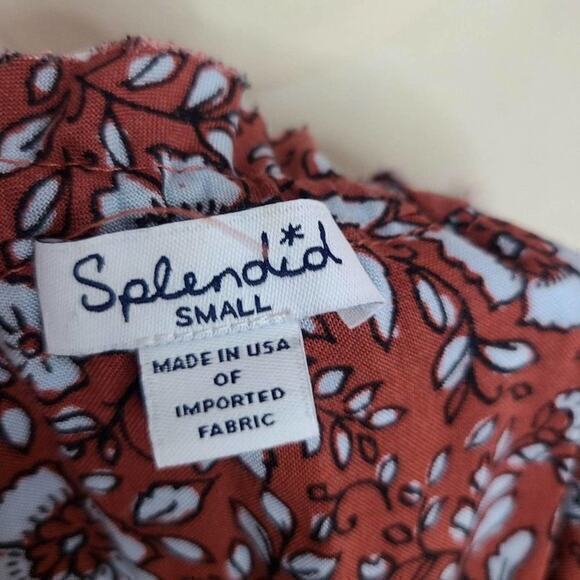 Splendid
SMALL
MADE IN USA
OF
IMPORTED
FABRIC